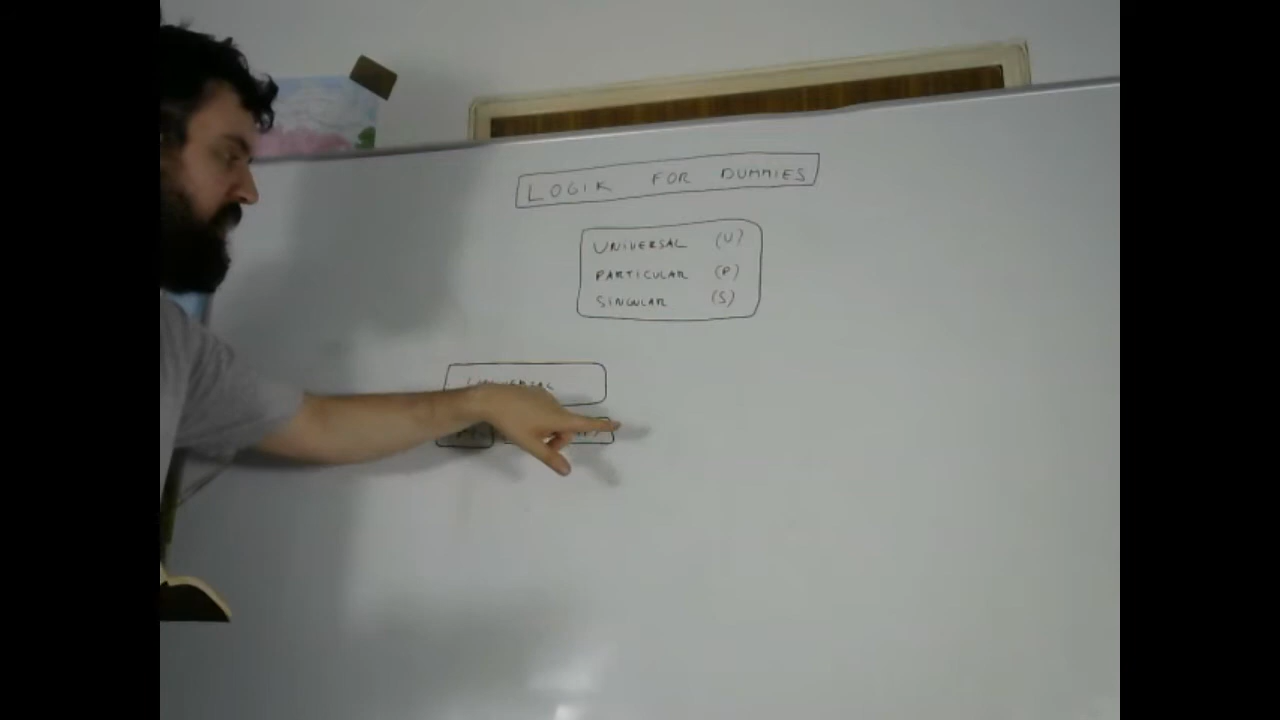 LOGIK FOR DUMMIES
UNIVERSAL (U)
PARTICULAR (P)
SINGULAR (S)
UNIVERSAL